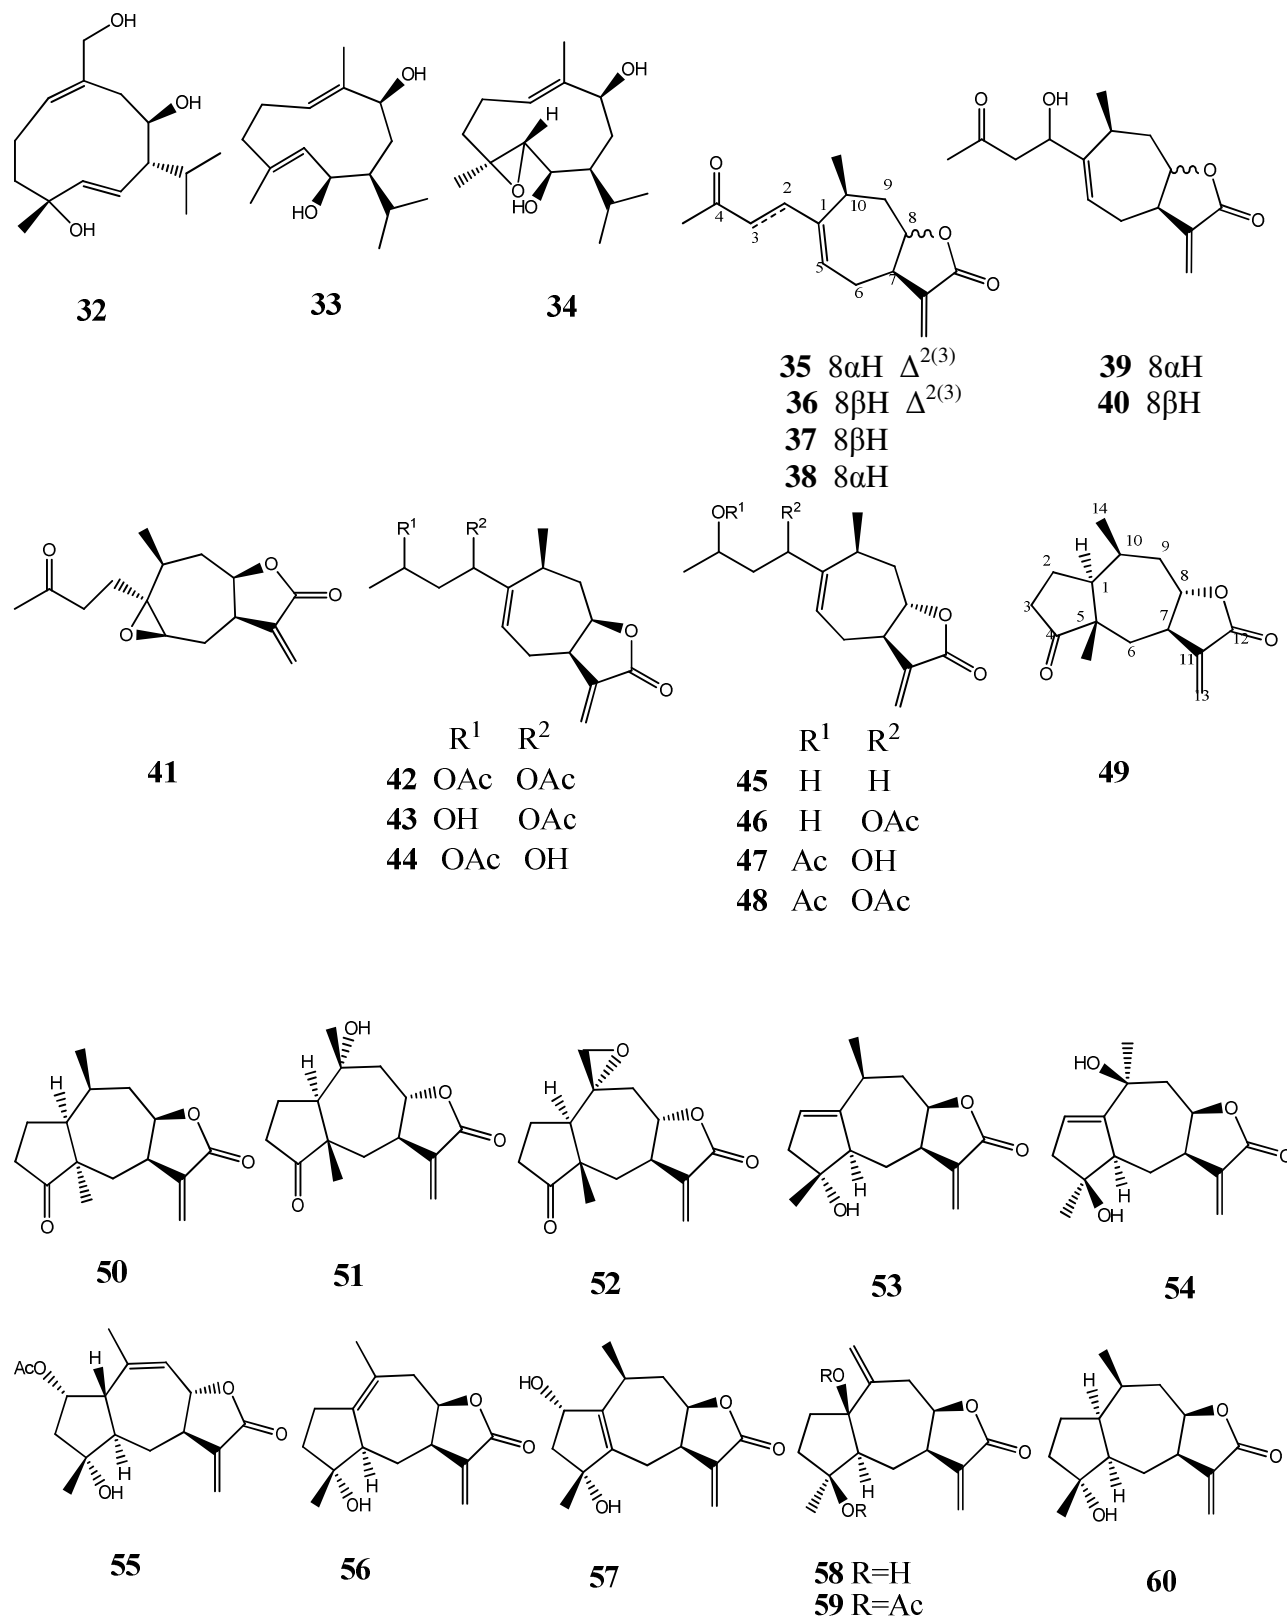 OH
OH
OH
32
OH
HO
33
OH
H
O
HO
34
O
4
3
2
1
10
9
8
O
O
5
6
7
35 8αH Δ2(3)
36 8βH Δ2(3)
37 8βH
38 8αH
O
OH
O
O
39 8αH
40 8βH
O
O
O
O
41
R1 R2
O
O
R1 R2
42 OAc OAc
43 OH OAc
44 OAc OH
OR1 R2
O
O
R1 R2
45 H H
46 H OAc
47 Ac OH
48 Ac OAc
14
H
10
9
2
1
8
O
3
4
5
6
7
11
12
O
O
13
49
H
O
O
O
50
OH
H
O
O
O
51
O
H
O
O
O
52
O
O
H
OH
53
HO
O
O
H
OH
54
AcO
H
O
O
H
OH
55
O
O
H
OH
56
HO
O
O
OH
57
RO
O
O
H
OR
58 R=H
59 R=Ac
H
O
O
H
OH
60